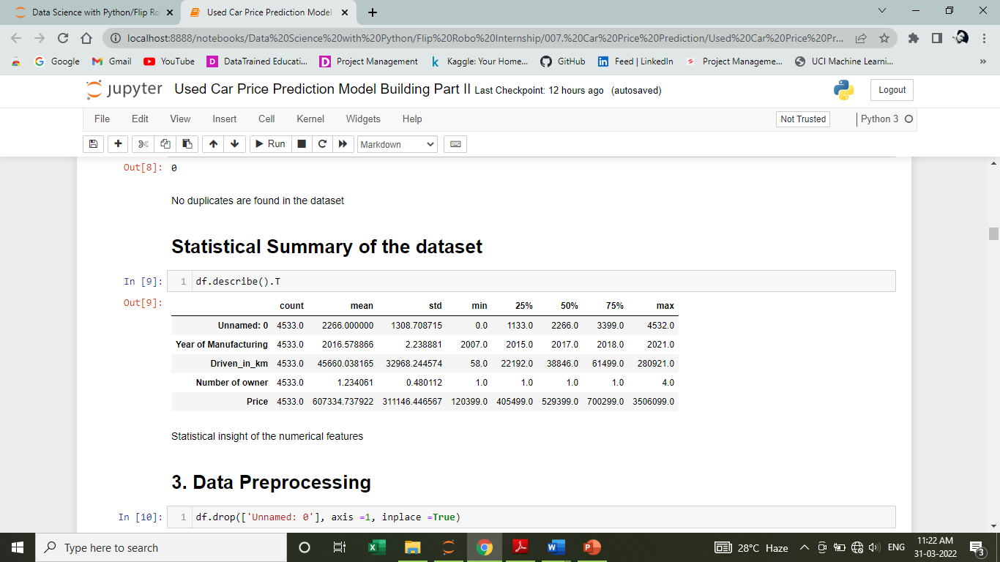 Data Science with Python/Flip Ro
Used Car Price Prediction Model
localhost:8888/notebooks/Data%20Science%20with%20Python/Flip%20Robo%20Internship/007.%20Car%20Price%20Prediction/Used%20Car%20Price%20Pr...
Google Gmail YouTube DataTrained Educati... Project Management Kaggle: Your Home... GitHub Feed | LinkedIn Project Manageme... UCI Machine Learni... »
jupyter Used Car Price Prediction Model Building Part II Last Checkpoint: 12 hours ago (autosaved) Logout
File Edit View Insert Cell Kernel Widgets Help Not Trusted Python 3
Run Markdown
Out[8]: 0
No duplicates are found in the dataset
Statistical Summary of the dataset
In [9]: 1 df.describe().T
Out[9]:
count mean std min 25% 50% 75% max
Unnamed: 0 4533.0 2266.000000 1308.708715 0.0 1133.0 2266.0 3399.0 4532.0
Year of Manufacturing 4533.0 2016.578866 2.238881 2007.0 2015.0 2017.0 2018.0 2021.0
Driven_in_km 4533.0 45660.038165 32968.244574 58.0 22192.0 38846.0 61499.0 280921.0
Number of owner 4533.0 1.234061 0.480112 1.0 1.0 1.0 1.0 4.0
Price 4533.0 607334.737922 311146.446567 120399.0 405499.0 529399.0 700299.0 3506099.0
Statistical insight of the numerical features
3. Data Preprocessing
In [10]: 1 df.drop(['Unnamed: 0'], axis =1, inplace =True)
Type here to search
28°C Haze
ENG
11:22 AM
31-03-2022
3